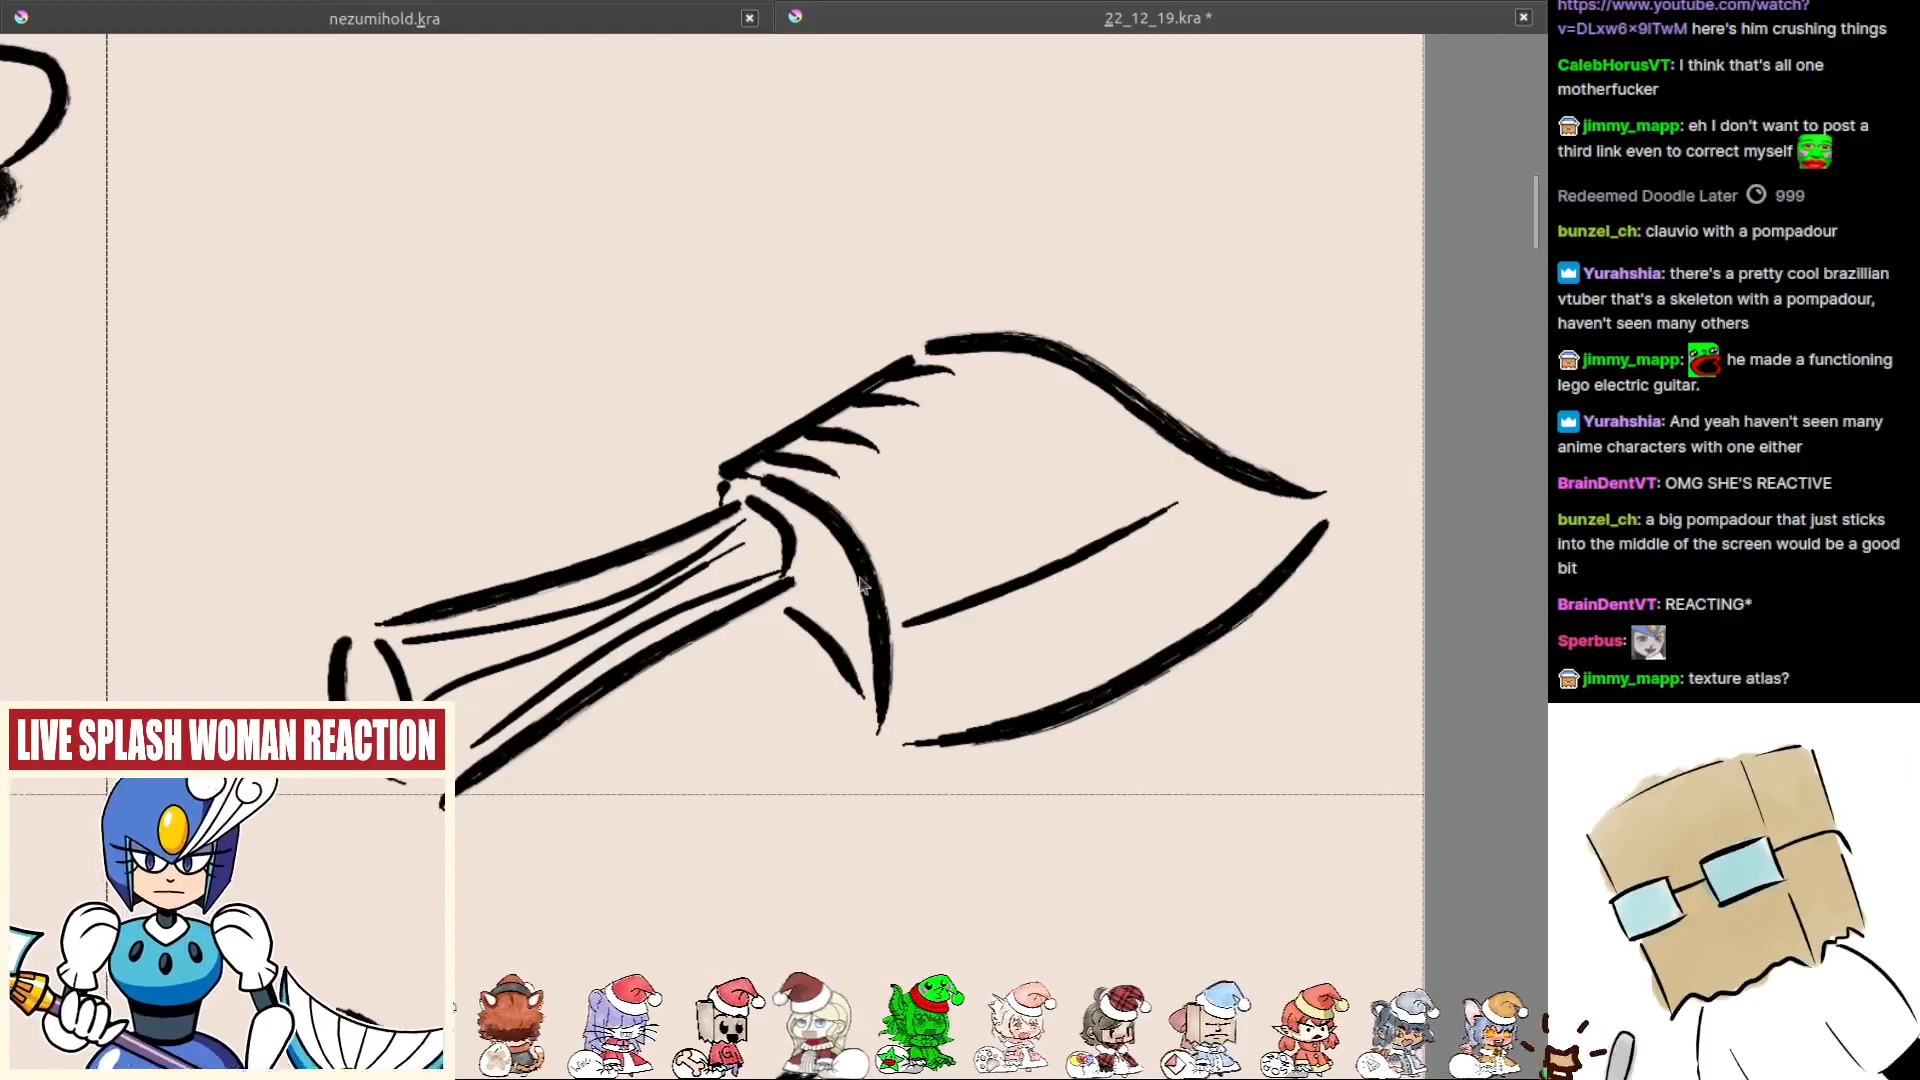 nezumihold.kra
22_12_19.kra *
https://www.youtube.com/watch?
v=DLxw6x9ITwM here's him crushing things
CalebHorusVT: I think that's all one
motherfucker
jimmy_mapp: eh I don't want to post a
third link even to correct myself
Redeemed Doodle Later 999
bunzel_ch: clauvio with a pompadour
Yurahshia: there's a pretty cool brazillian
vtuber that's a skeleton with a pompadour,
haven't seen many others
jimmy_mapp: he made a functioning
lego electric guitar.
Yurahshia: And yeah haven't seen many
anime characters with one either
BrainDentVT: OMG SHE'S REACTIVE
bunzel_ch: a big pompadour that just sticks
into the middle of the screen would be a good
bit
BrainDentVT: REACTING*
Sperbus:
jimmy_mapp: texture atlas?
LIVE SPLASH WOMAN REACTION